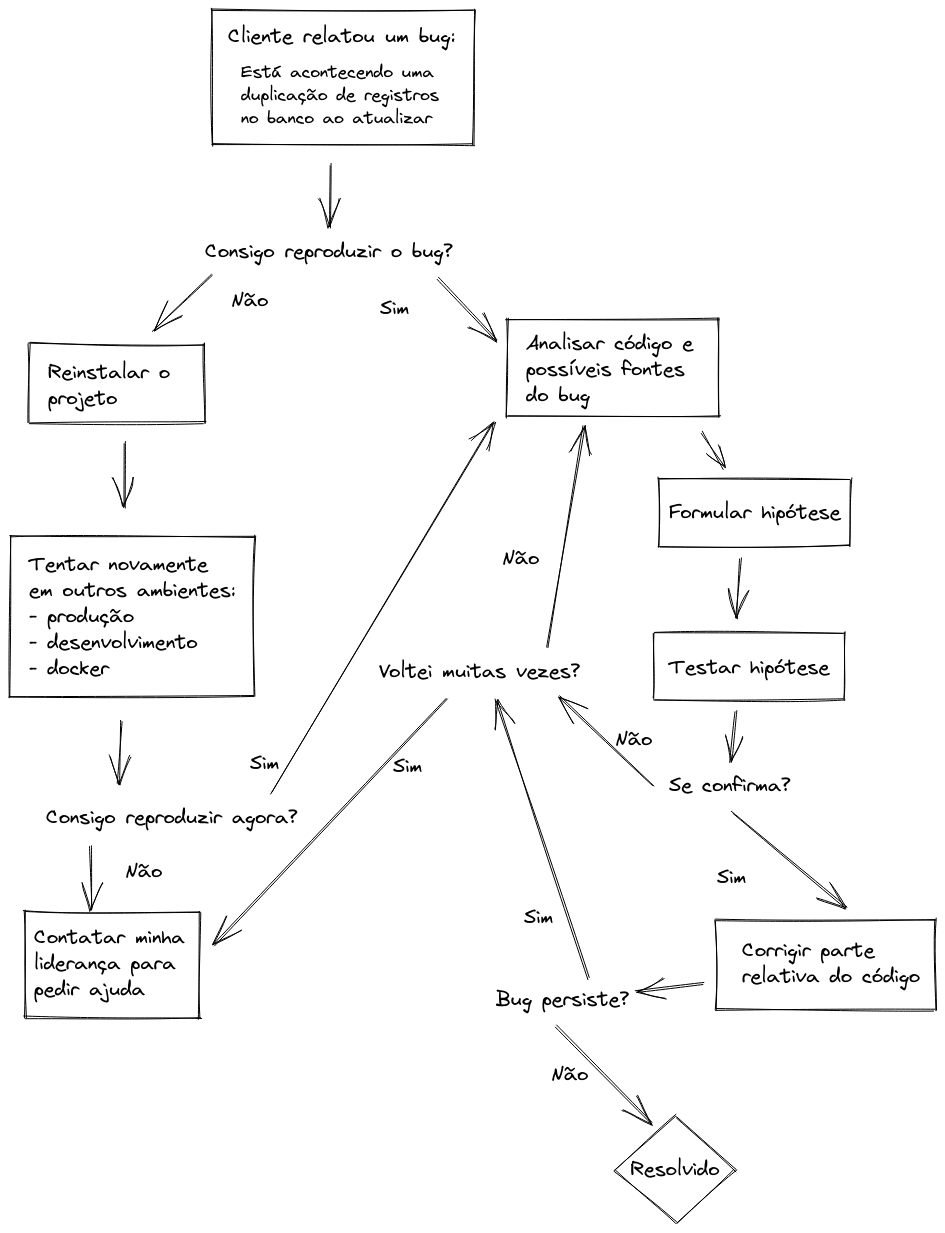 Cliente relatou um bug:
Está acontecendo uma
duplicação de registros
no banco ao atualizar
Consigo reproduzir o bug?
Não
Sim
Analisar código e
possíveis fontes
do bug
Reinstalar o
projeto
Formular hipótese
Tentar novamente
em outros ambientes:
- produção
- desenvolvimento
- docker
Não
Testar hipótese
Voltei muitas vezes?
Não
Sim
Sim
Se confirma?
Consigo reproduzir agora?
Não
Sim
Contatar minha
liderança para
pedir ajuda
Sim
Corrigir parte
relativa do código
Bug persiste?
Não
Resolvido